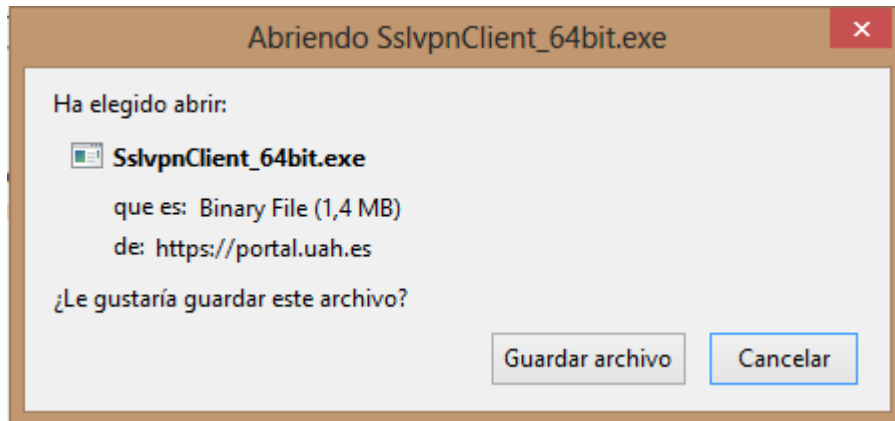 Abriendo SslvpnClient_64bit.exe
Ha elegido abrir:
SslvpnClient_64bit.exe
que es: Binary File (1,4 MB)
de: https://portal.uah.es
¿Le gustaría guardar este archivo?
Guardar archivo Cancelar